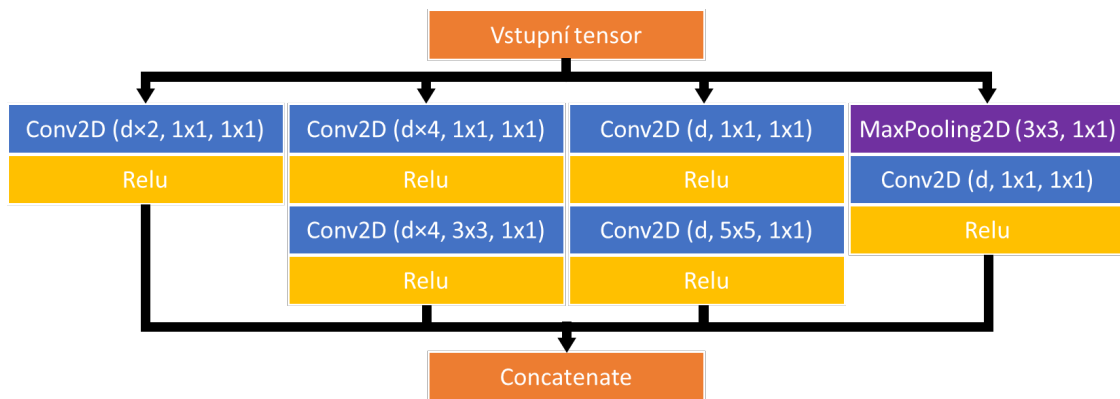 Vstupní tensor
Conv2D (d×2, 1x1, 1x1)
Relu
Conv2D (d×4, 1x1, 1x1)
Relu
Conv2D (d×4, 3x3, 1x1)
Relu
Conv2D (d, 1x1, 1x1)
Relu
Conv2D (d, 5x5, 1x1)
Relu
MaxPooling2D (3x3, 1x1)
Conv2D (d, 1x1, 1x1)
Relu
Concatenate